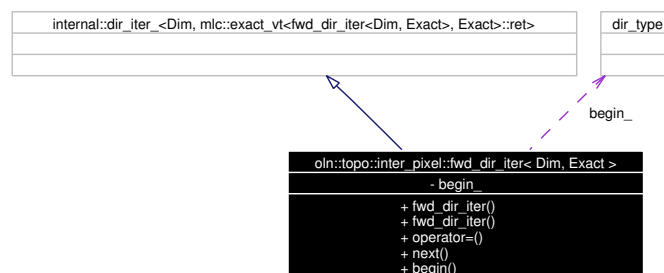 internal::dir_iter_<Dim, mlc::exact_vt<fwd_dir_iter<Dim, Exact>, Exact>::ret>
dir_type
begin_
oln::topo::inter_pixel::fwd_dir_iter< Dim, Exact >
- begin_
+ fwd_dir_iter()
+ fwd_dir_iter()
+ operator=()
+ next()
+ begin()